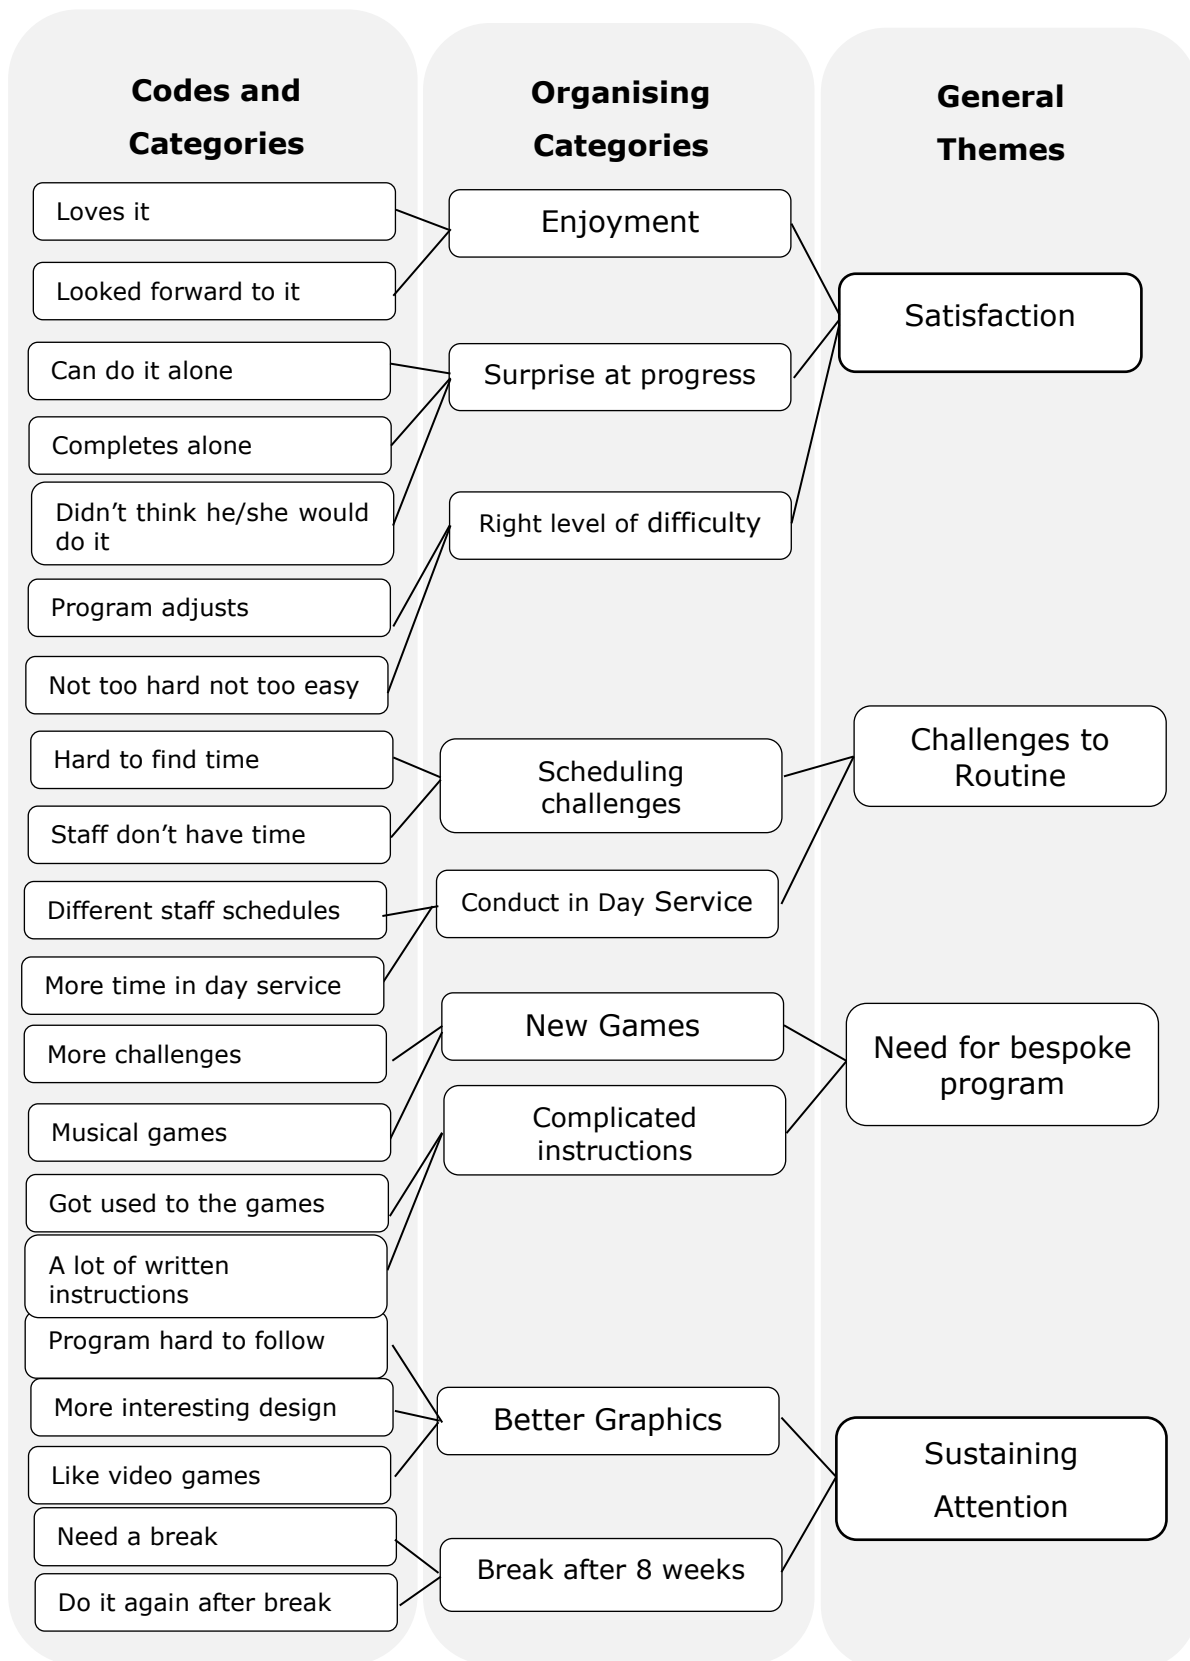 Codes and
Categories
Loves it
Looked forward to it
Can do it alone
Completes alone
Didn’t think he/she would
do it
Program adjusts
Not too hard not too easy
Hard to find time
Staff don’t have time
Different staff schedules
More time in day service
More challenges
Musical games
Got used to the games
A lot of written
instructions
Program hard to follow
More interesting design
Like video games
Need a break
Do it again after break
Organising
Categories
Enjoyment
Surprise at progress
Right level of difficulty
Scheduling
challenges
Conduct in Day Service
New Games
Complicated
instructions
Better Graphics
Break after 8 weeks
General
Themes
Satisfaction
Challenges to
Routine
Need for bespoke
program
Sustaining
Attention